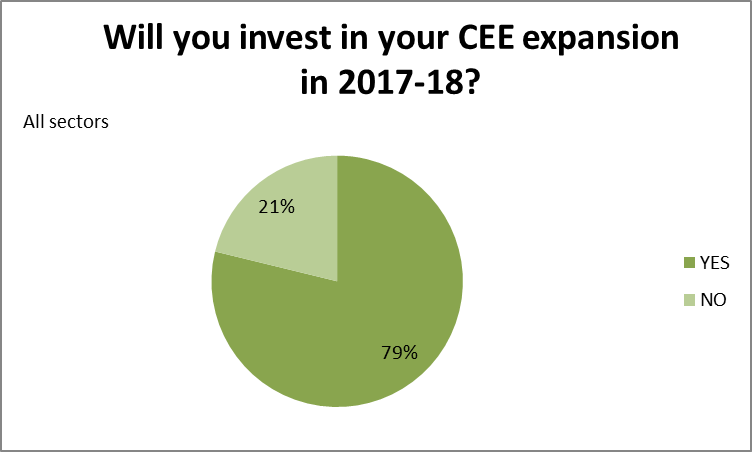 Will you invest in your CEE expansion
in 2017-18?
All sectors
21%
79%
YES
NO